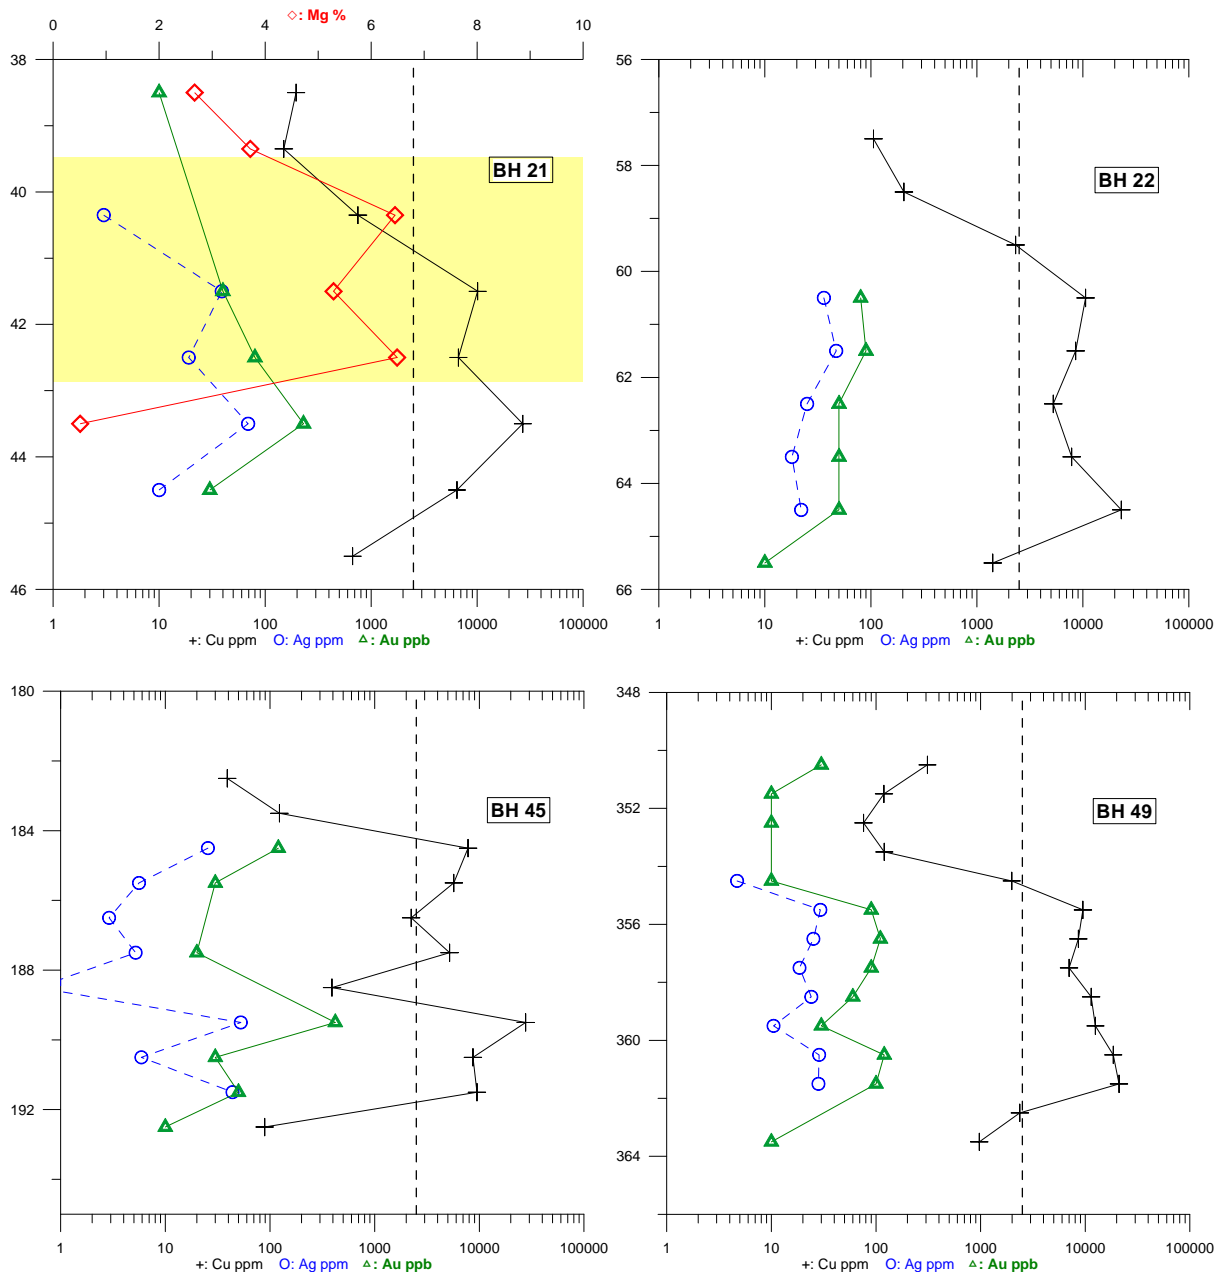 ◇: Mg %
0 2 4 6 8 10
38
40
42
44
46
BH 21
1 10 100 1000 10000 100000
+: Cu ppm O: Ag ppm △: Au ppb
56
58
60
62
64
66
BH 22
1 10 100 1000 10000 100000
+: Cu ppm O: Ag ppm △: Au ppb
180
184
188
192
BH 45
1 10 100 1000 10000 100000
+: Cu ppm O: Ag ppm △: Au ppb
348
352
356
360
364
BH 49
1 10 100 1000 10000 100000
+: Cu ppm O: Ag ppm △: Au ppb